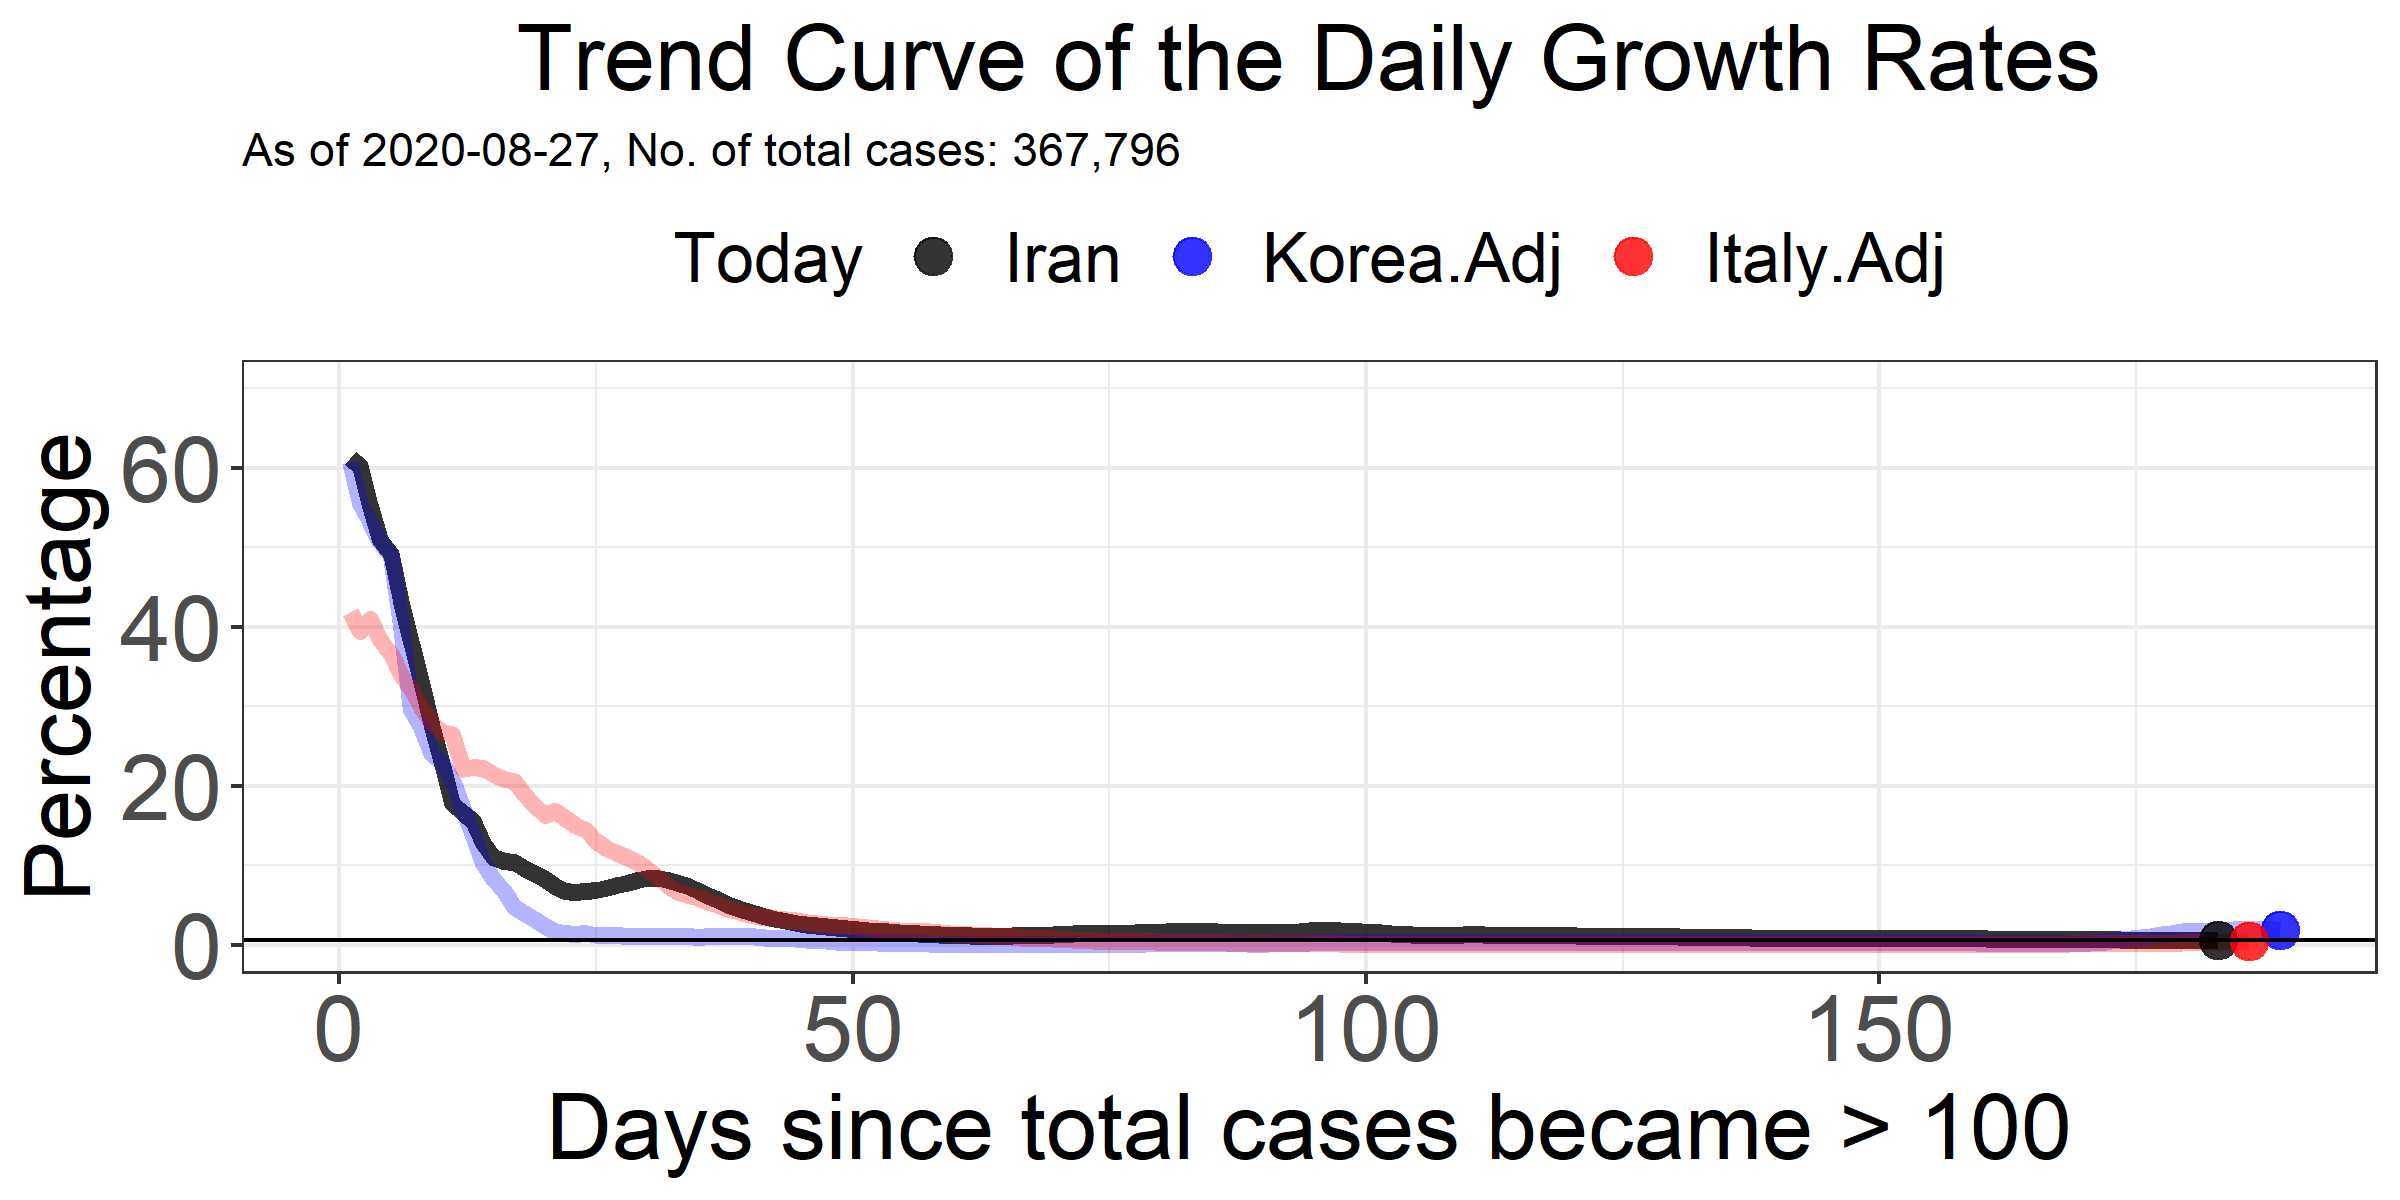 Trend Curve of the Daily Growth Rates
As of 2020-08-27, No. of total cases: 367,796
Today Iran Korea.Adj Italy.Adj
Percentage
60
40
20
0
0 50 100 150
Days since total cases became > 100